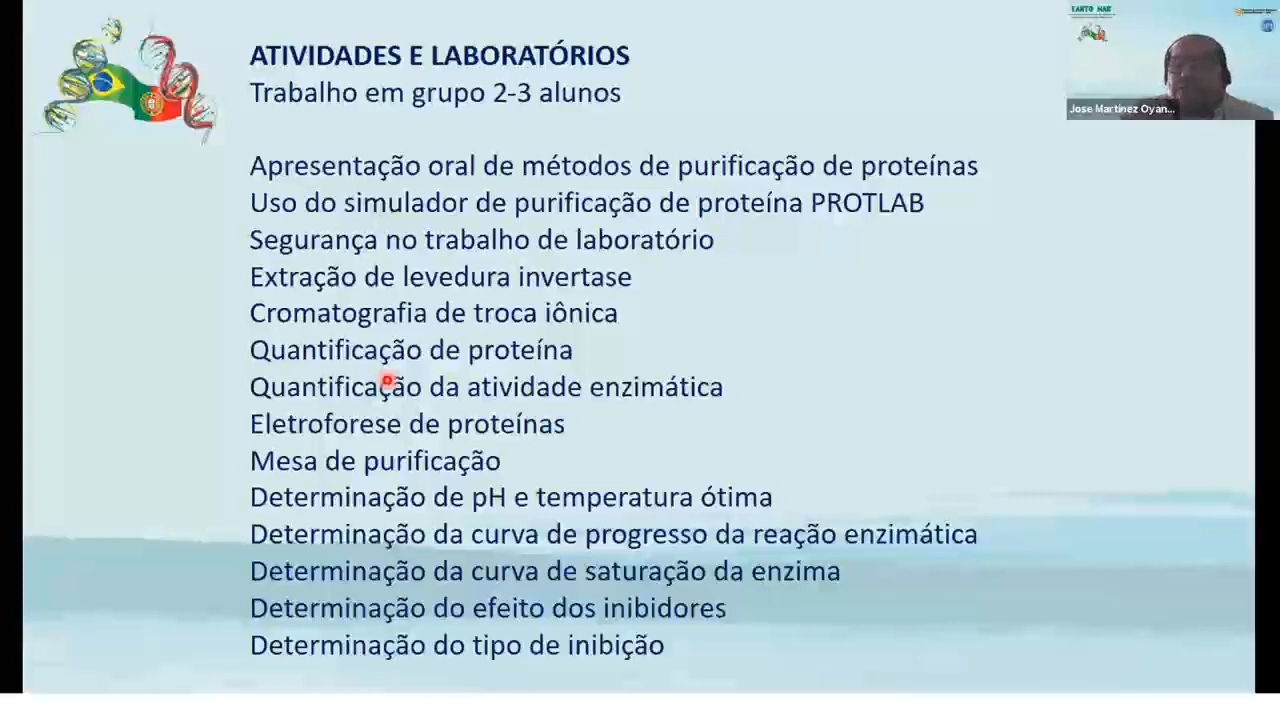 ATIVIDADES E LABORATÓRIOS
Trabalho em grupo 2-3 alunos
Apresentação oral de métodos de purificação de proteínas
Uso do simulador de purificação de proteína PROTLAB
Segurança no trabalho de laboratório
Extração de levedura invertase
Cromatografia de troca iônica
Quantificação de proteína
Quantificação da atividade enzimática
Eletroforese de proteínas
Mesa de purificação
Determinação de pH e temperatura ótima
Determinação da curva de progresso da reação enzimática
Determinação da curva de saturação da enzima
Determinação do efeito dos inibidores
Determinação do tipo de inibição
TANTO MAR
Jose Martinez Oyan...